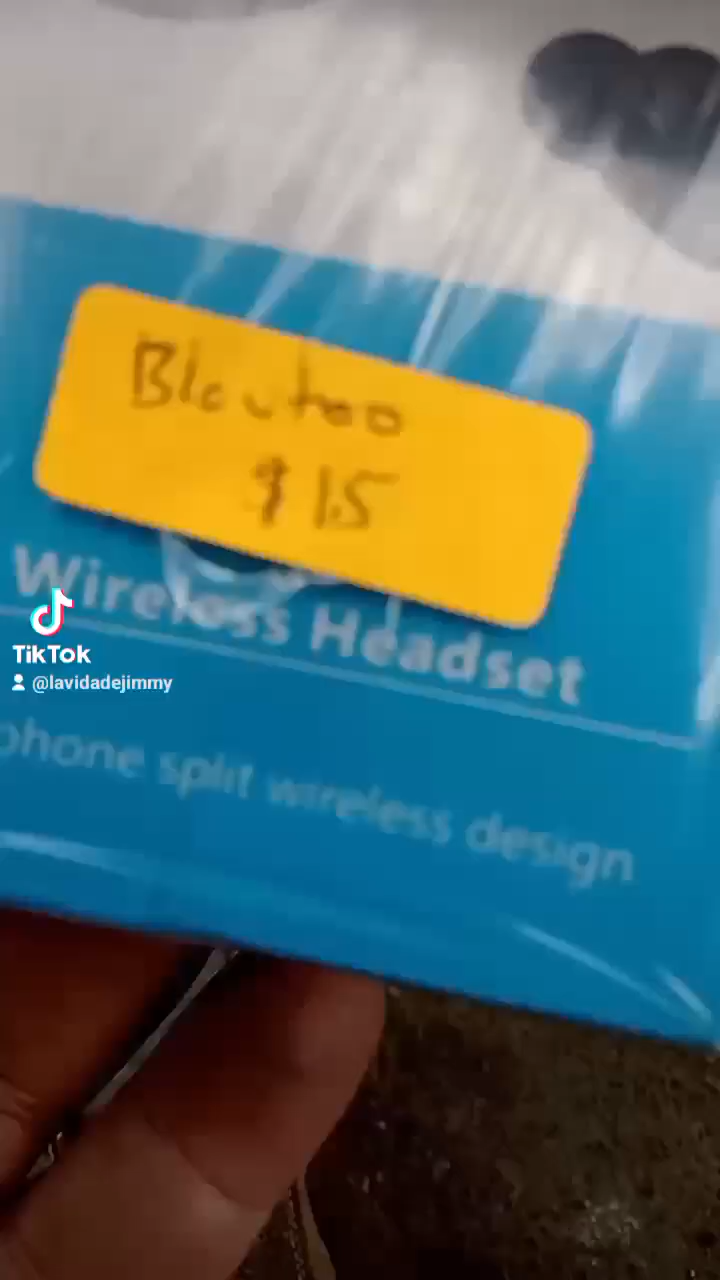 Bloutoo
$15
Wireless Headset
phone split wireless design
TikTok
@lavidadejimmy